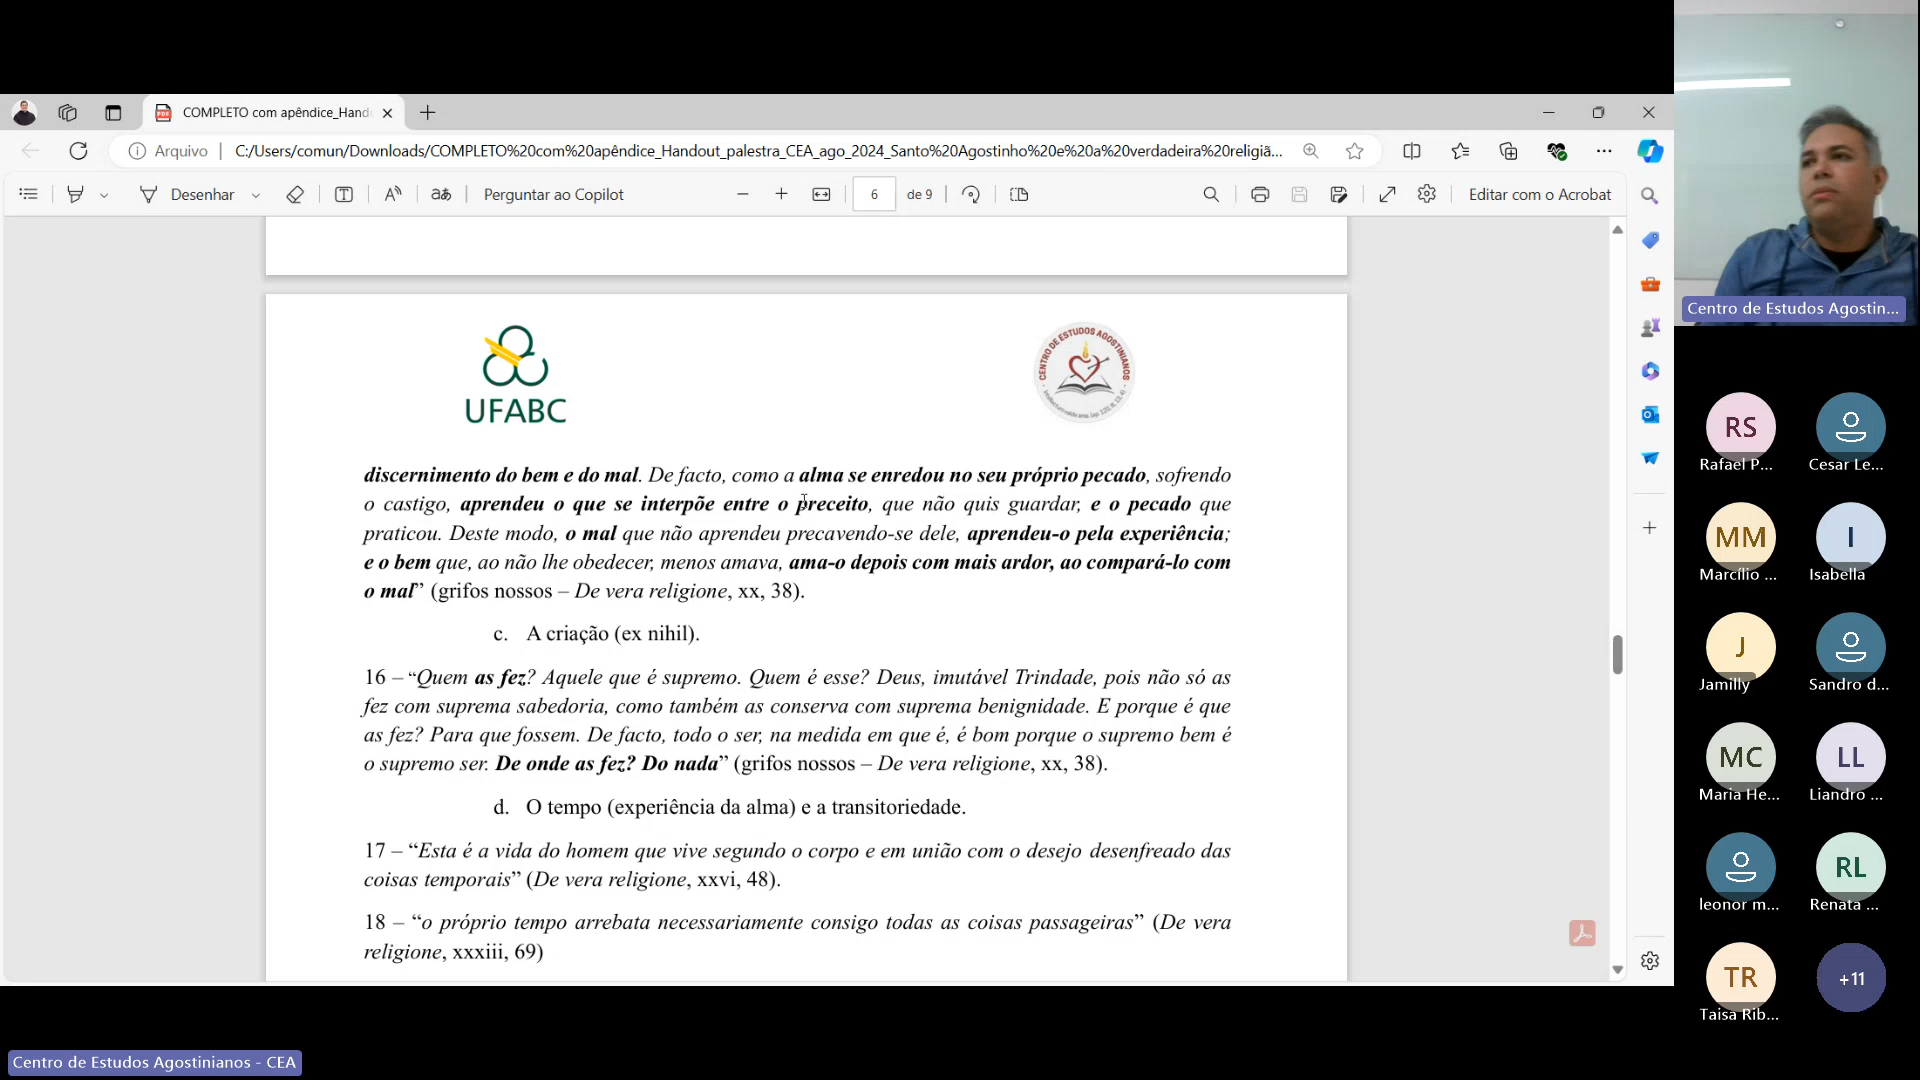 COMPLETO com apêndice_Hand
Arquivo
C:/Users/comun/Downloads/COMPLETO%20com%20apêndice_Handout_palestra_CEA_ago_2024_Santo%20Agostinho%20e%20a%20verdadeira%20religiã...
Desenhar
aあ
Perguntar ao Copilot
6
de 9
Editar com o Acrobat
UFABC
CENTRO DE ESTUDOS AGOSTINIANOS
discernimento do bem e do mal. De facto, como a alma se enredou no seu próprio pecado, sofrendo
o castigo, aprendeu o que se interpõe entre o preceito, que não quis guardar, e o pecado que
praticou. Deste modo, o mal que não aprendeu precavendo-se dele, aprendeu-o pela experiência;
e o bem que, ao não lhe obedecer, menos amava, ama-o depois com mais ardor, ao compará-lo com
o mal” (grifos nossos – De vera religione, xx, 38).
c. A criação (ex nihil).
16 – “Quem as fez? Aquele que é supremo. Quem é esse? Deus, imutável Trindade, pois não só as
fez com suprema sabedoria, como também as conserva com suprema benignidade. E porque é que
as fez? Para que fossem. De facto, todo o ser, na medida em que é, é bom porque o supremo bem é
o supremo ser. De onde as fez? Do nada” (grifos nossos – De vera religione, xx, 38).
d. O tempo (experiência da alma) e a transitoriedade.
17 – “Esta é a vida do homem que vive segundo o corpo e em união com o desejo desenfreado das
coisas temporais” (De vera religione, xxvi, 48).
18 – “o próprio tempo arrebata necessariamente consigo todas as coisas passageiras” (De vera
religione, xxxiii, 69)
Centro de Estudos Agostin...
RS
Rafael P...
Cesar Le...
MM
Marcílio ...
I
Isabella
J
Jamilly
Sandro d...
MC
Maria He...
LL
Liandro ...
leonor m...
RL
Renata ...
TR
Taisa Rib...
+11
Centro de Estudos Agostinianos - CEA